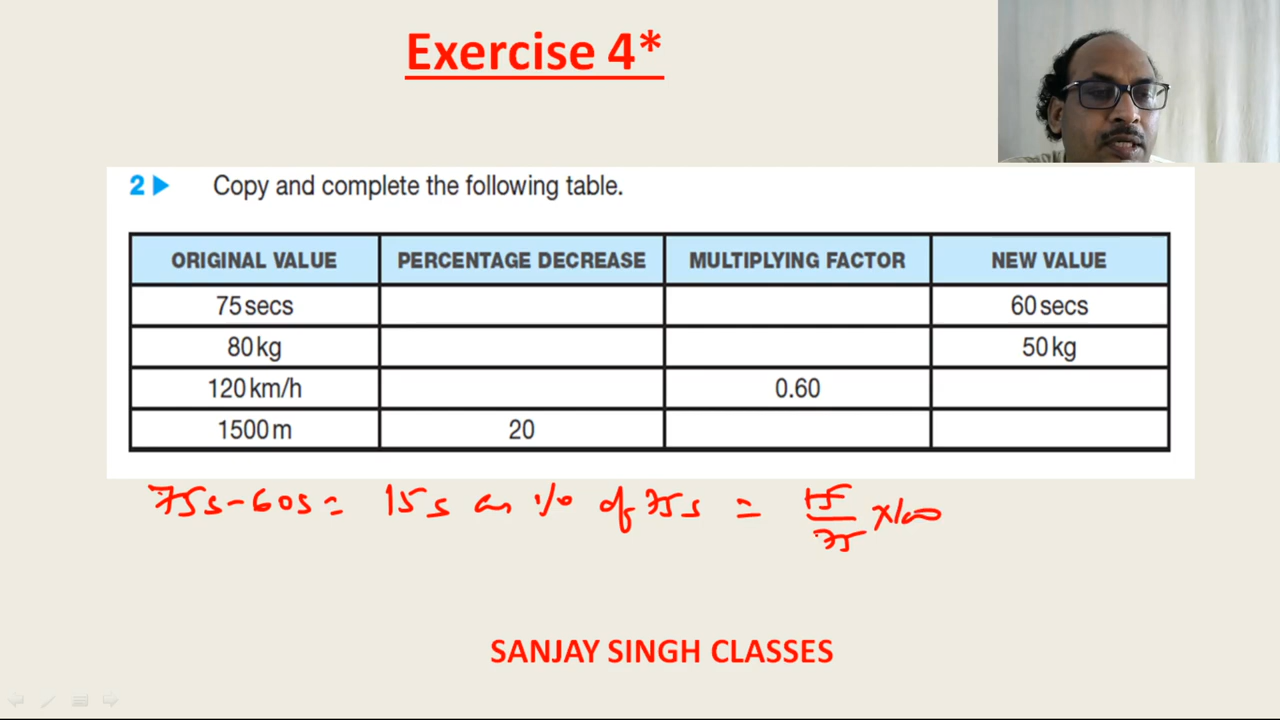 Exercise 4*
2 ▶ Copy and complete the following table.
ORIGINAL VALUE PERCENTAGE DECREASE MULTIPLYING FACTOR NEW VALUE
75 secs 60 secs
80 kg 50 kg
120 km/h 0.60
1500 m 20
75s - 60s = 15s as % of 75s = 15/75 x100
SANJAY SINGH CLASSES